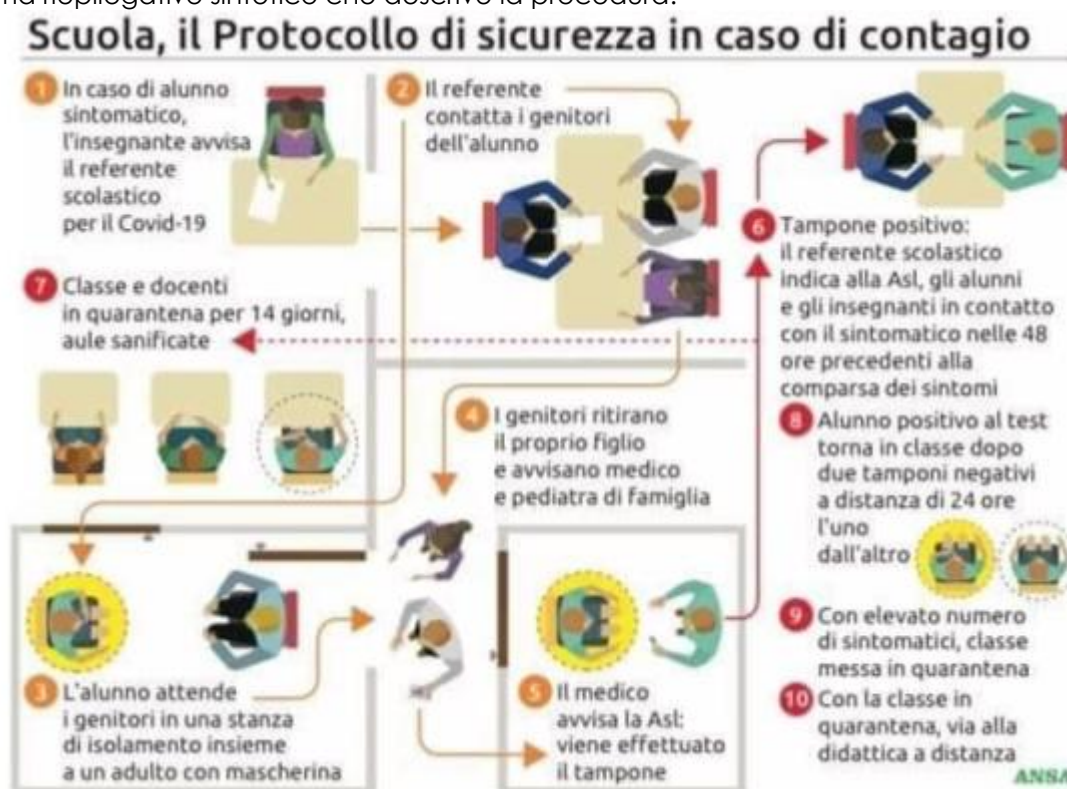 riepilogativo sintetico che descrive la procedura.
Scuola, il Protocollo di sicurezza in caso di contagio
1 In caso di alunno
sintomatico,
l'insegnante avvisa
il referente
scolastico
per il Covid-19
2 Il referente
contatta i genitori
dell'alunno
3 L'alunno attende
i genitori in una stanza
di isolamento insieme
a un adulto con mascherina
4 I genitori ritirano
il proprio figlio
e avvisano medico
e pediatra di famiglia
5 Il medico
avvisa la Asl:
viene effettuato
il tampone
6 Tampone positivo:
il referente scolastico
indica alla Asl, gli alunni
e gli insegnanti in contatto
con il sintomatico nelle 48
ore precedenti alla
comparsa dei sintomi
7 Classe e docenti
in quarantena per 14 giorni,
aule sanificate
8 Alunno positivo al test
torna in classe dopo
due tamponi negativi
a distanza di 24 ore
l'uno
dall'altro
9 Con elevato numero
di sintomatici, classe
messa in quarantena
10 Con la classe in
quarantena, via alla
didattica a distanza
ANSA